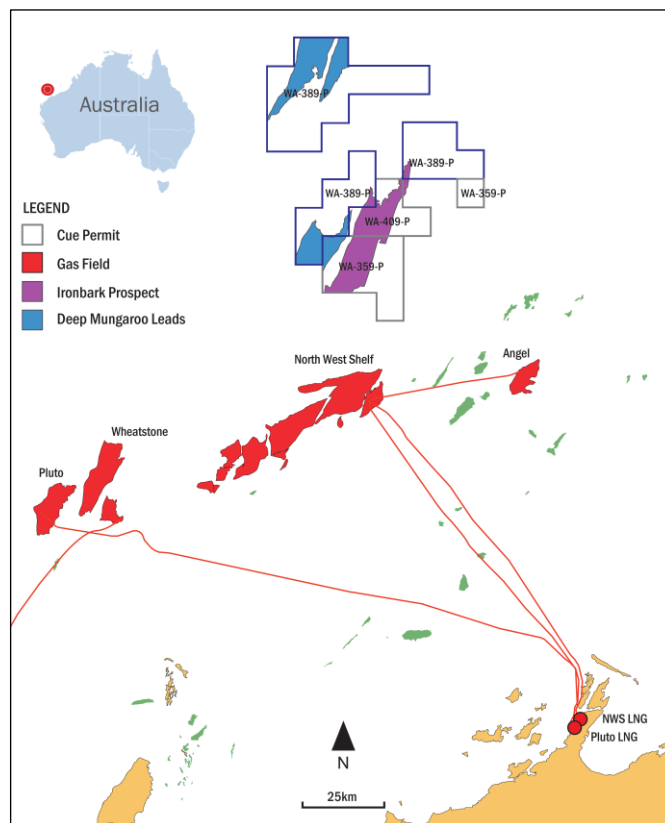 Australia
WA-389-P
WA-389-P
WA-389-P
WA-359-P
WA-409-P
WA-359-P
LEGEND
Cue Permit
Gas Field
Ironbark Prospect
Deep Mungaroo Leads
North West Shelf
Angel
Wheatstone
Pluto
NWS LNG
Pluto LNG
N
25km